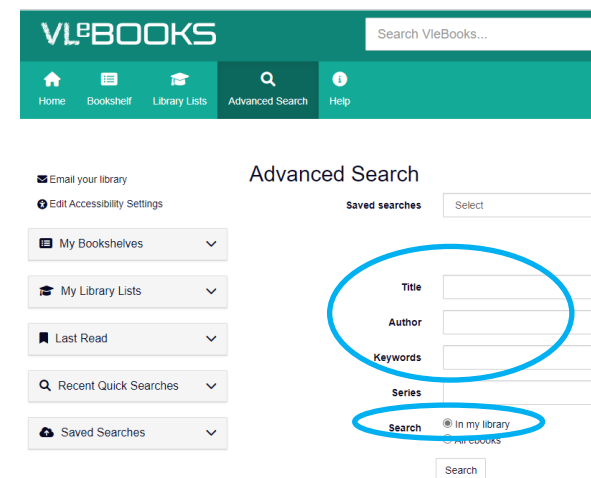 VLeBOOKS
Search VleBooks...
Home Bookshelf Library Lists Advanced Search Help
Email your library
Edit Accessibility Settings
My Bookshelves
My Library Lists
Last Read
Recent Quick Searches
Saved Searches
Advanced Search
Saved searches Select
Title
Author
Keywords
Series
Search In my library
All ebooks
Search